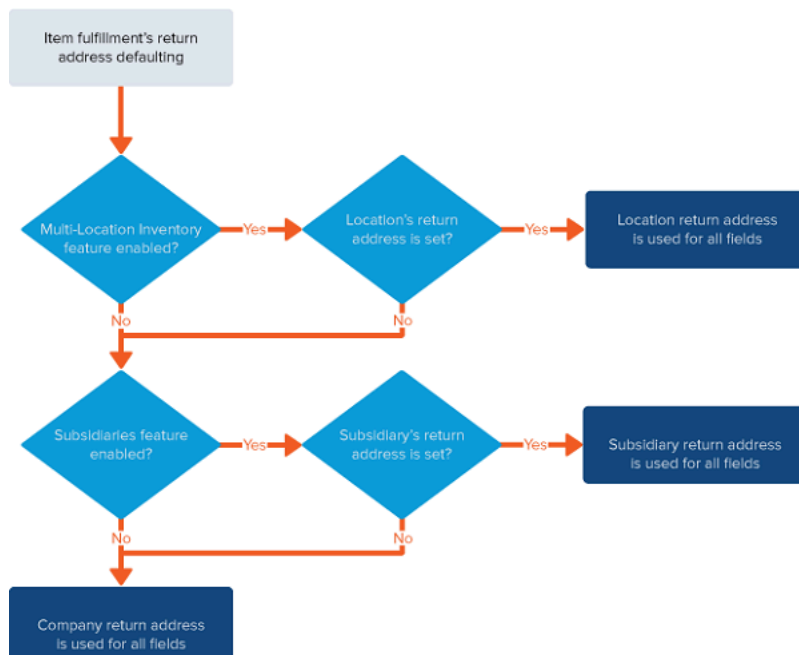 Item fulfillment's return
address defaulting
Multi-Location Inventory
feature enabled?
Yes
Location's return
address is set?
Yes
Location return address
is used for all fields
No
No
Subsidiaries feature
enabled?
Yes
Subsidiary's return
address is set?
Yes
Subsidiary return address
is used for all fields
No
No
Company return address
is used for all fields